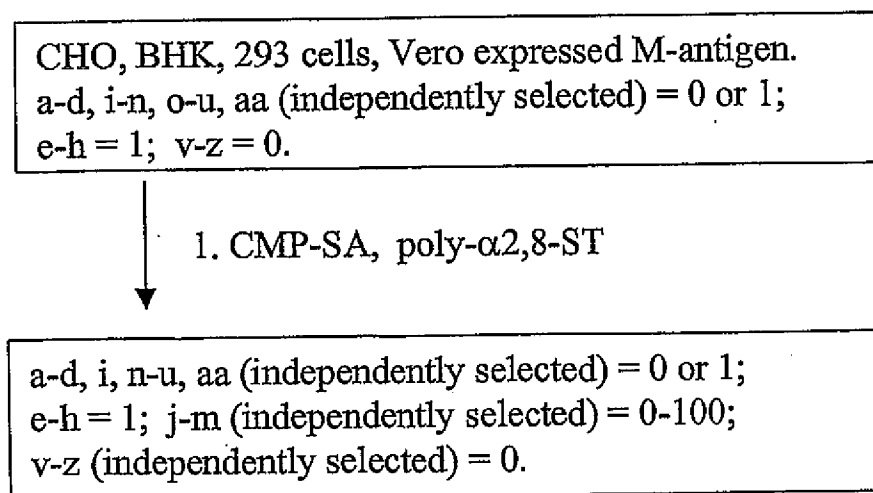 CHO, BHK, 293 cells, Vero expressed M-antigen.
a-d, i-n, o-u, aa (independently selected) = 0 or 1;
e-h = 1; v-z = 0.
1. CMP-SA, poly-α2,8-ST
a-d, i, n-u, aa (independently selected) = 0 or 1;
e-h = 1; j-m (independently selected) = 0-100;
v-z (independently selected) = 0.